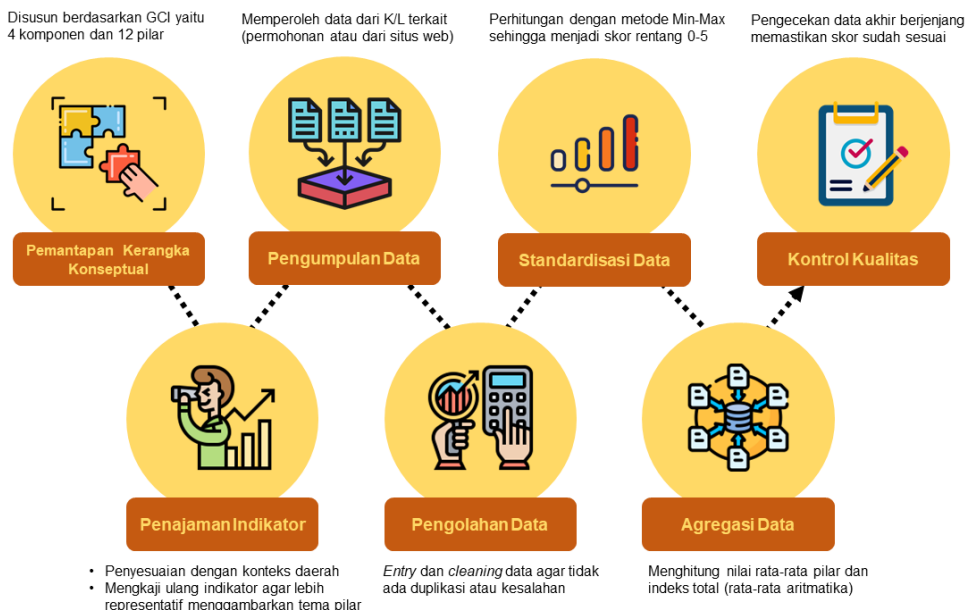 Disusun berdasarkan GCI yaitu
4 komponen dan 12 pilar
Memperoleh data dari K/L terkait
(permohonan atau dari situs web)
Perhitungan dengan metode Min-Max
sehingga menjadi skor rentang 0-5
Pengecekan data akhir berjenjang
memastikan skor sudah sesuai
Pemantapan Kerangka
Konseptual
Pengumpulan Data
Standardisasi Data
Kontrol Kualitas
Penajaman Indikator
Pengolahan Data
Agregasi Data
• Penyesuaian dengan konteks daerah
• Mengkaji ulang indikator agar lebih
representatif menggambarkan tema pilar
Entry dan cleaning data agar tidak
ada duplikasi atau kesalahan
Menghitung nilai rata-rata pilar dan
indeks total (rata-rata aritmatika)